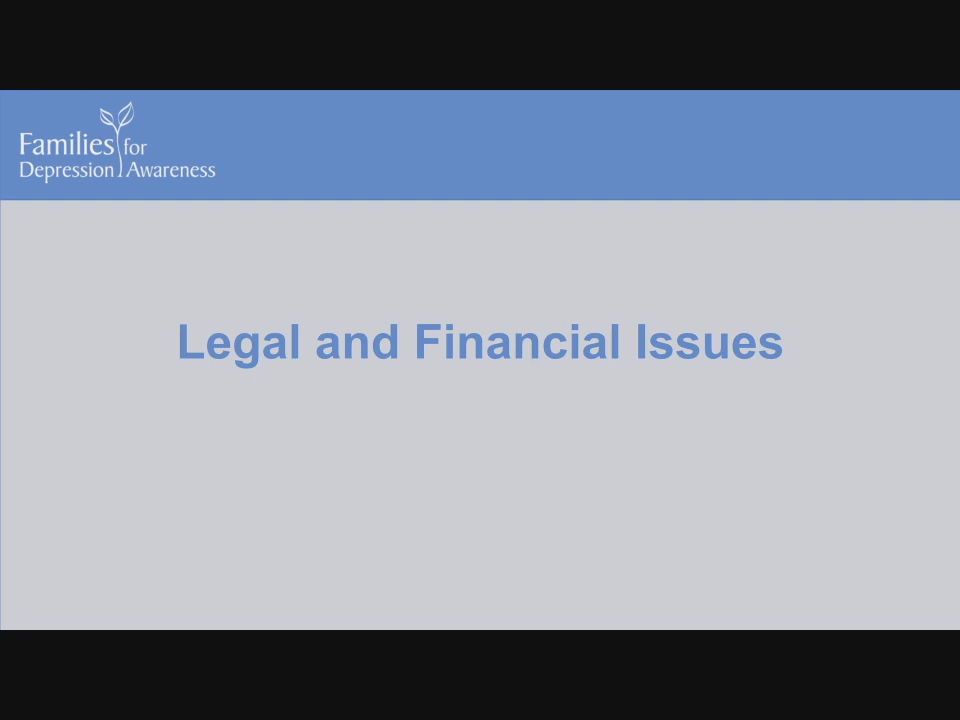 Families for
Depression Awareness
Legal and Financial Issues